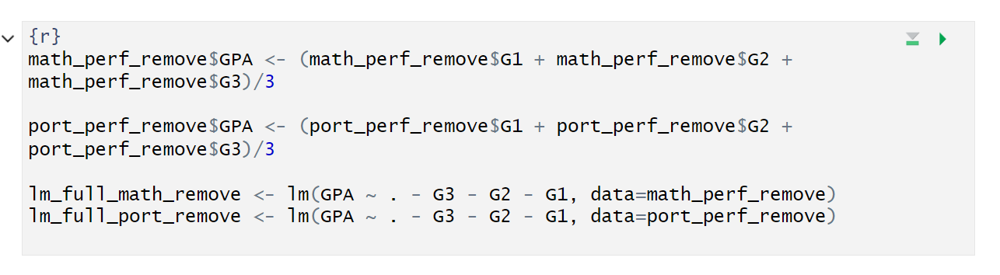 {r}
math_perf_remove$GPA <- (math_perf_remove$G1 + math_perf_remove$G2 +
math_perf_remove$G3)/3
port_perf_remove$GPA <- (port_perf_remove$G1 + port_perf_remove$G2 +
port_perf_remove$G3)/3
lm_full_math_remove <- lm(GPA ~ . - G3 - G2 - G1, data=math_perf_remove)
lm_full_port_remove <- lm(GPA ~ . - G3 - G2 - G1, data=port_perf_remove)